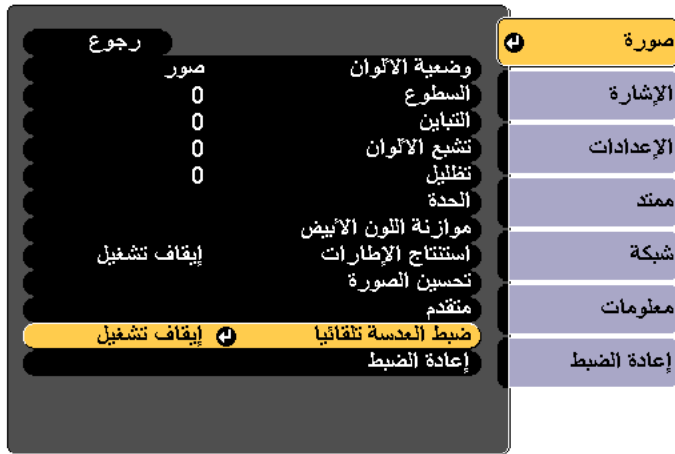 رجوع
وضعية الألوان صور
السطوع 0
التباين 0
تشبع الألوان 0
تظليل 0
الحدة
موازنة اللون الأبيض
استنتاج الإطارات إيقاف تشغيل
تحسين الصورة
متقدم
ضبط العدسة تلقائيا إيقاف تشغيل
إعادة الضبط
صورة
الإشارة
الإعدادات
ممتد
شبكة
معلومات
إعادة الضبط